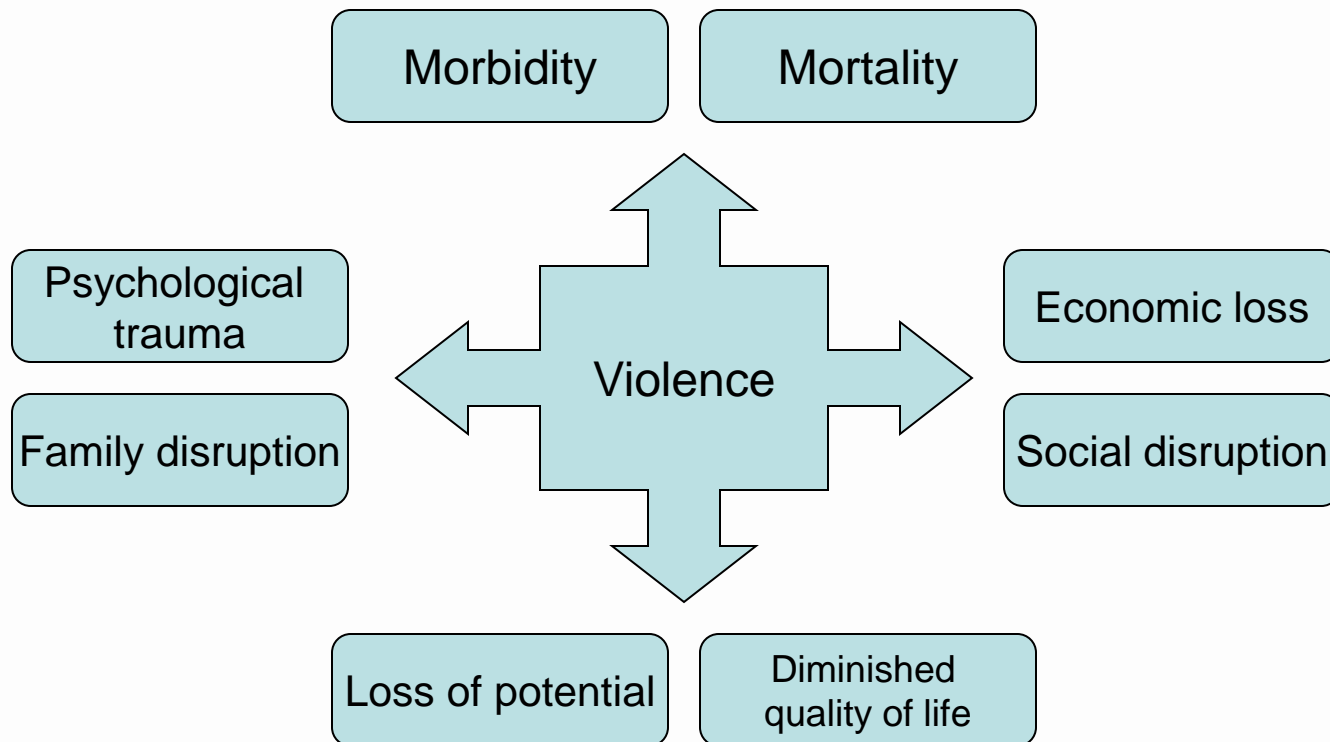 Morbidity
Mortality
Psychological
trauma
Economic loss
Violence
Family disruption
Social disruption
Loss of potential
Diminished
quality of life